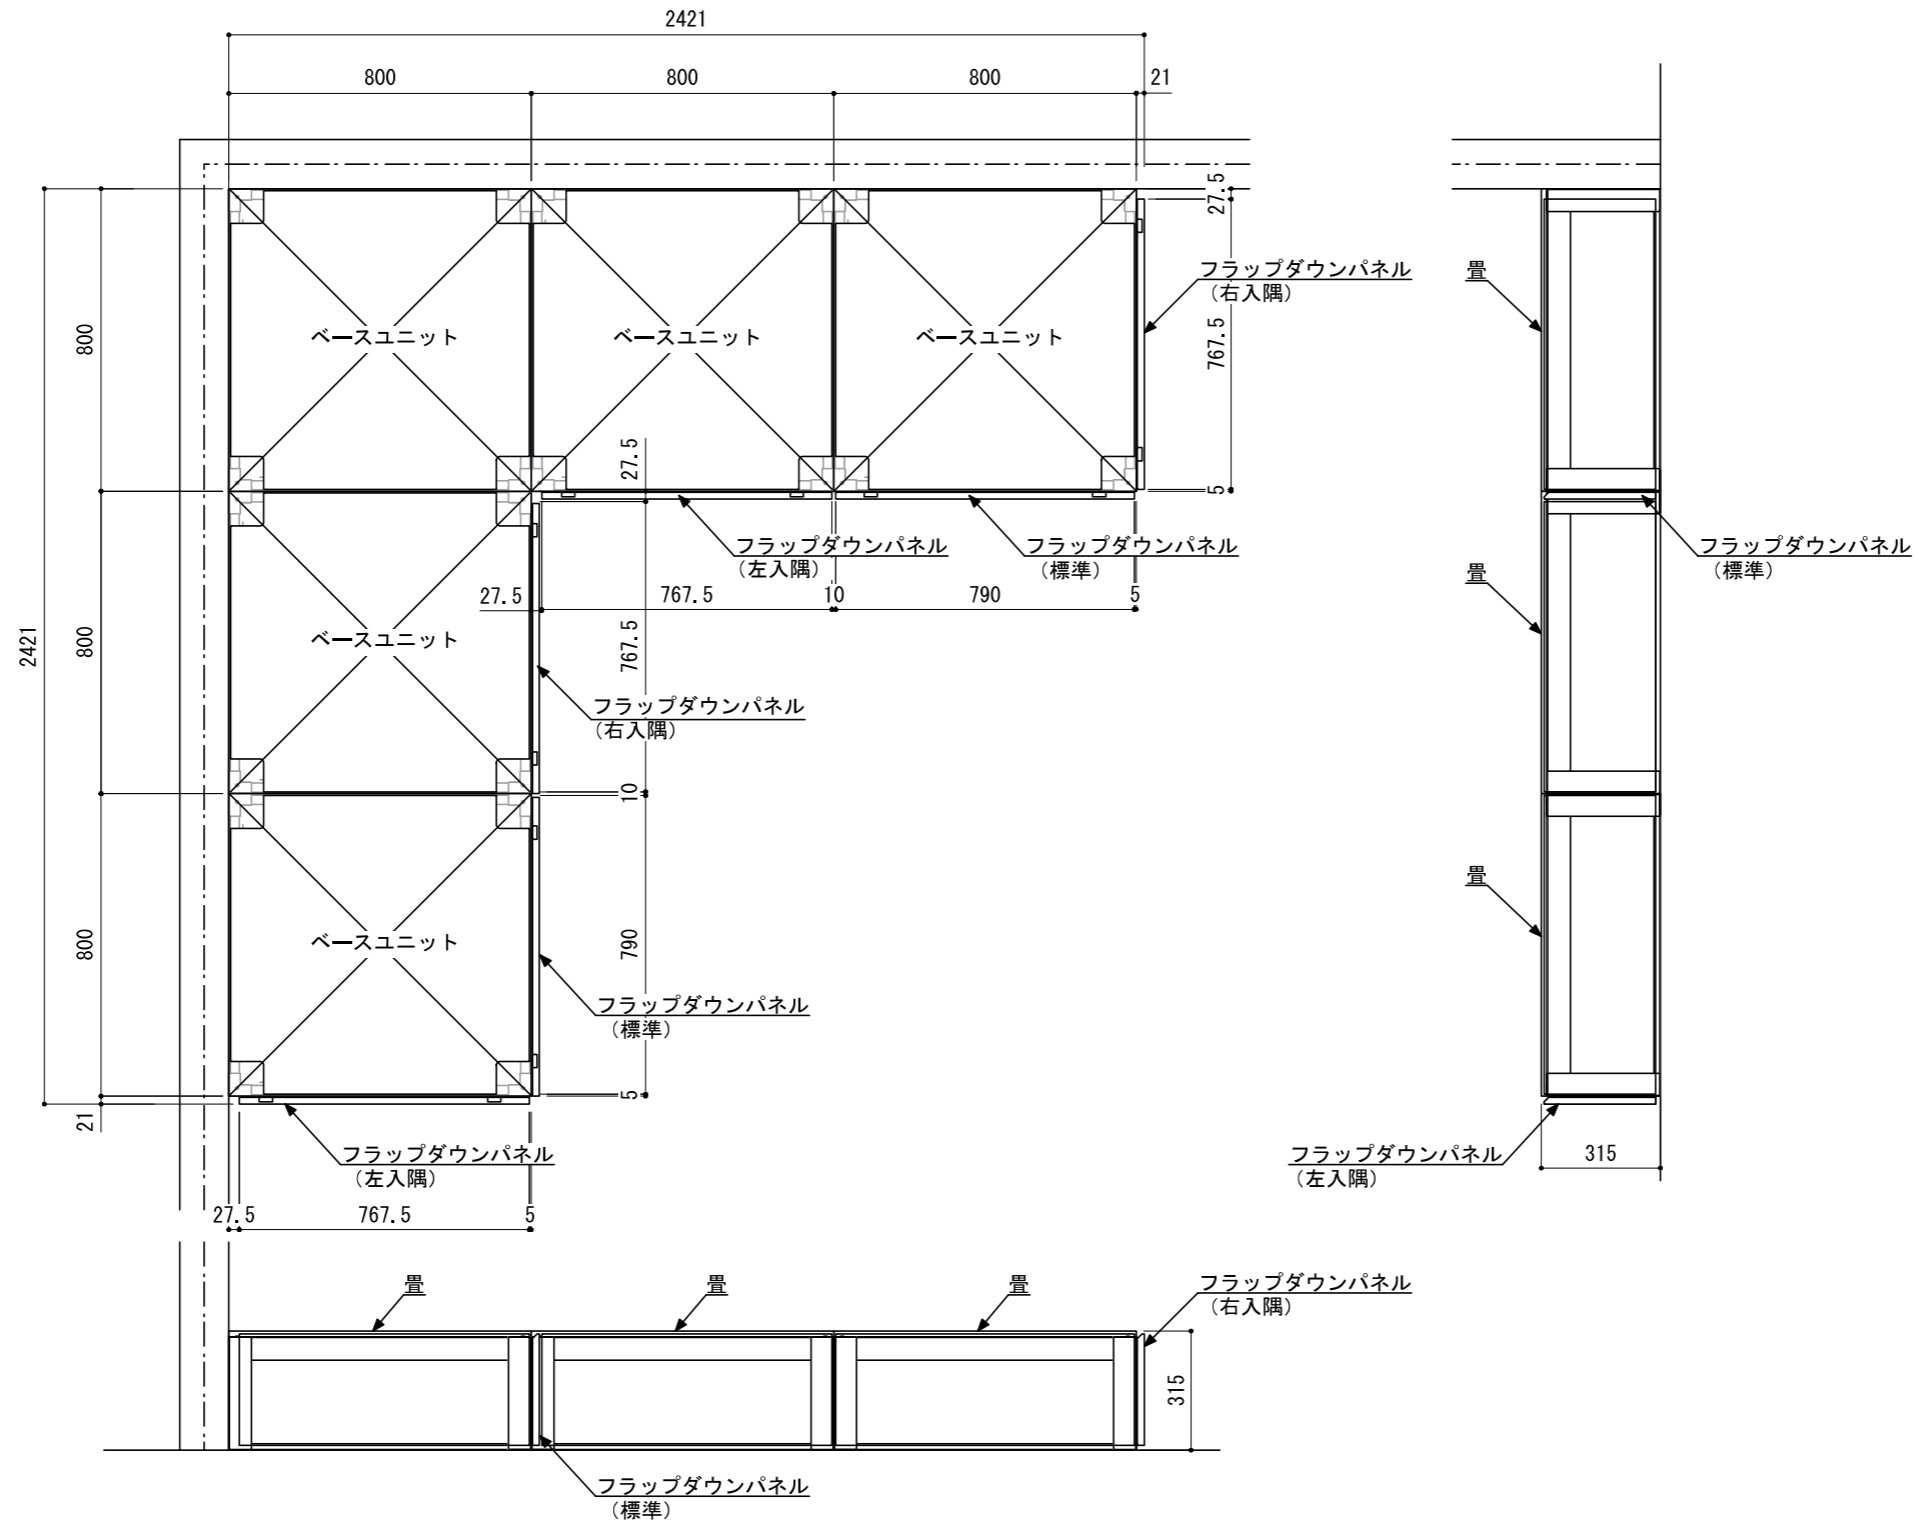 2421
800
800
800
21
27.5
フラップダウンパネル
（右入隅）
767.5
5
畳
800
ベースユニット
ベースユニット
ベースユニット
27.5
フラップダウンパネル
（左入隅）
フラップダウンパネル
（標準）
フラップダウンパネル
（標準）
畳
27.5
767.5
10
790
5
2421
800
ベースユニット
767.5
フラップダウンパネル
（右入隅）
10
畳
800
ベースユニット
790
フラップダウンパネル
（標準）
5
21
フラップダウンパネル
（左入隅）
フラップダウンパネル
（左入隅）
315
27.5
767.5
5
畳
畳
畳
フラップダウンパネル
（右入隅）
315
フラップダウンパネル
（標準）